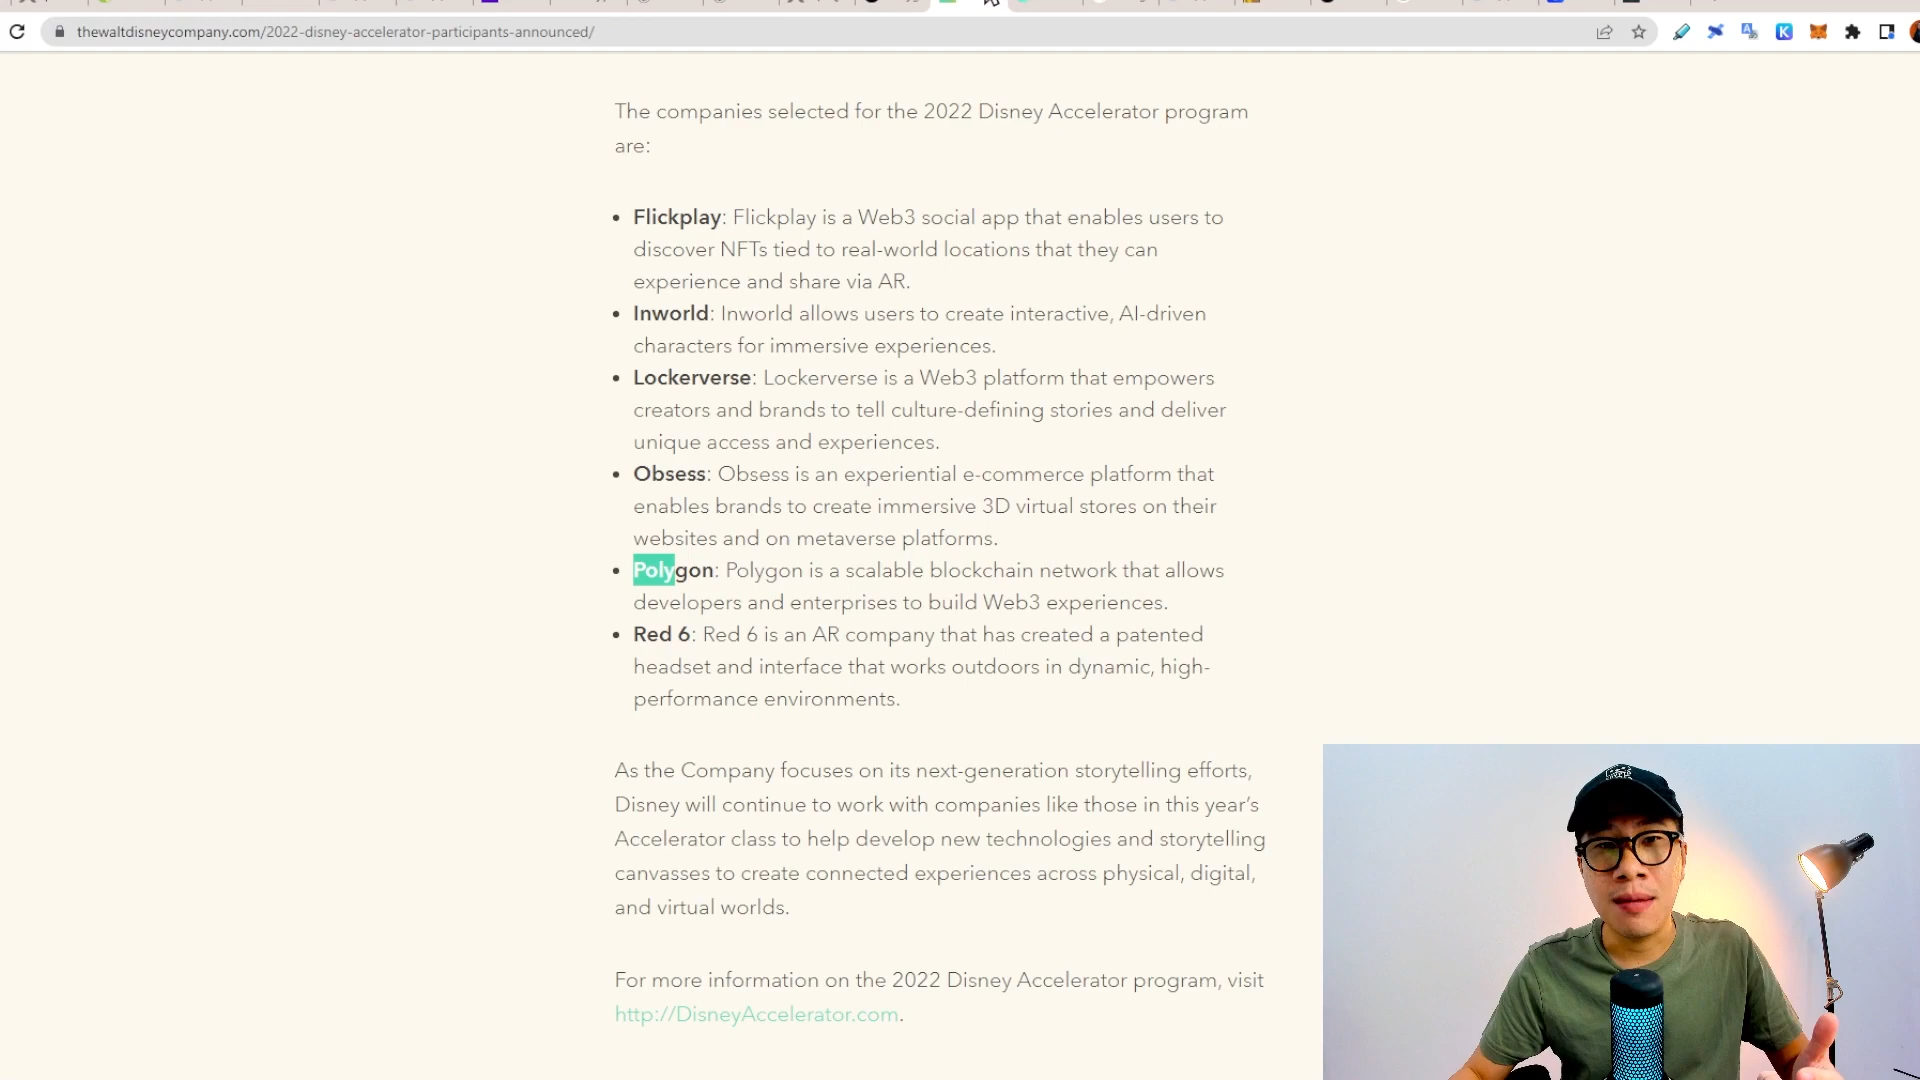 thewaltdisneycompany.com/2022-disney-accelerator-participants-announced/
The companies selected for the 2022 Disney Accelerator program
are:
• Flickplay: Flickplay is a Web3 social app that enables users to
discover NFTs tied to real-world locations that they can
experience and share via AR.
• Inworld: Inworld allows users to create interactive, AI-driven
characters for immersive experiences.
• Lockerverse: Lockerverse is a Web3 platform that empowers
creators and brands to tell culture-defining stories and deliver
unique access and experiences.
• Obsess: Obsess is an experiential e-commerce platform that
enables brands to create immersive 3D virtual stores on their
websites and on metaverse platforms.
• Polygon: Polygon is a scalable blockchain network that allows
developers and enterprises to build Web3 experiences.
• Red 6: Red 6 is an AR company that has created a patented
headset and interface that works outdoors in dynamic, high-
performance environments.
As the Company focuses on its next-generation storytelling efforts,
Disney will continue to work with companies like those in this year’s
Accelerator class to help develop new technologies and storytelling
canvasses to create connected experiences across physical, digital,
and virtual worlds.
For more information on the 2022 Disney Accelerator program, visit
http://DisneyAccelerator.com.